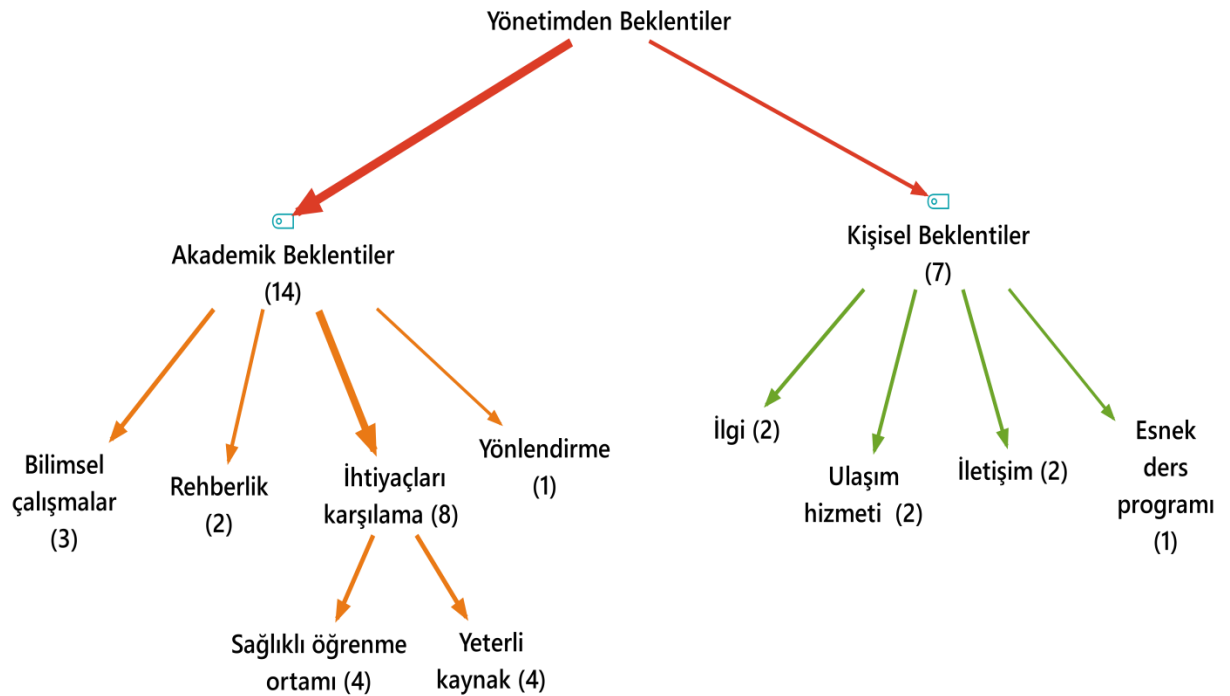 Yönetimden Beklentiler
Akademik Beklentiler
(14)
Kişisel Beklentiler
(7)
Bilimsel
çalışmalar
(3)
Rehberlik
(2)
İhtiyaçları
karşılama (8)
Yönlendirme
(1)
İlgi (2)
Ulaşım
hizmeti (2)
İletişim (2)
Esnek
ders
programı
(1)
Sağlıklı öğrenme
ortamı (4)
Yeterli
kaynak (4)